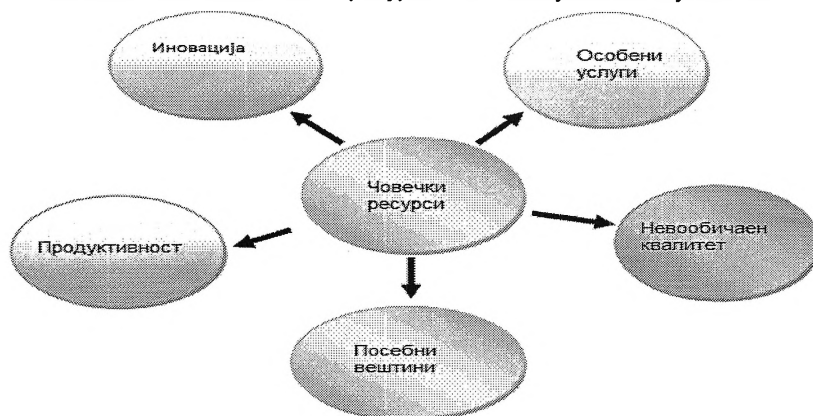 Иновација
Особени
услуги
Човечки
ресурси
Продуктивност
Невообичаен
квалитет
Посебни
вештини